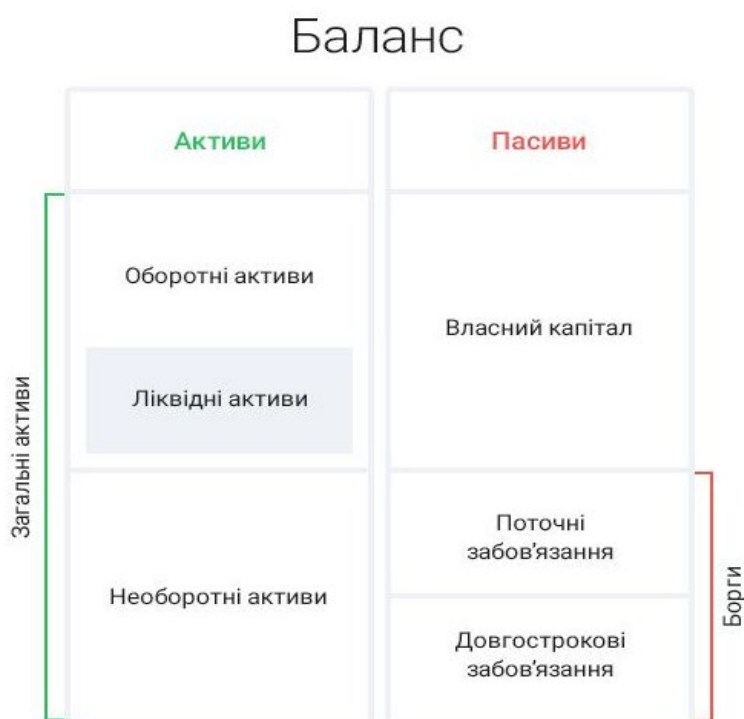 Баланс
Активи
Пасиви
Загальні активи
Оборотні активи
Ліквідні активи
Необоротні активи
Власний капітал
Поточні
забов'язання
Довгострокові
забов'язання
Борги